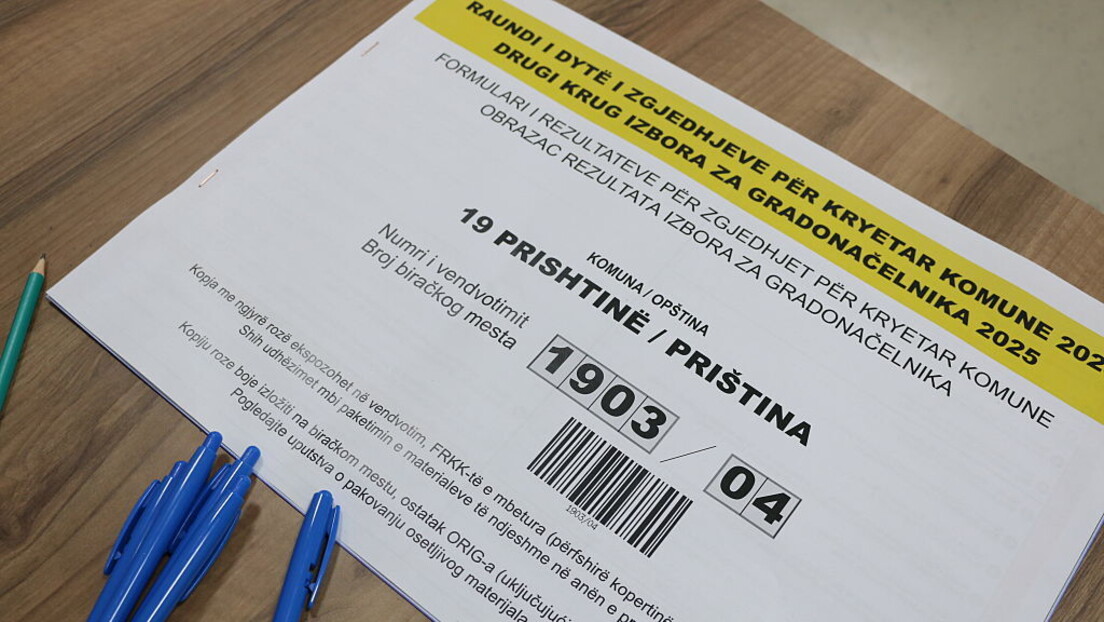 RAUNDI I DYTË I ZGJEDHJEVE PËR KRYETAR KOMUNE 202
DRUGI KRUG IZBORA ZA GRADONAČELNIKA 2025
FORMULARI I REZULTATEVE PËR ZGJEDHJET PËR KRYETAR KOMUNE
OBRAZAC REZULTATA IZBORA ZA GRADONAČELNIKA
KOMUNA / OPŠTINA
19 PRISHTINË / PRIŠTINA
Numri i vendvotimit
Broj biračkog mesta
1903 / 04
1903/04
Kopja me ngjyrë rozë ekspozohet në vendvotim, FRKK-të e mbetura (përfshirë kopertinë
Shih udhëzimet mbi paketimin e materialeve të ndjeshme në anën e
Kopiju roze boje izložiti na biračkom mestu, ostatak ORIG-a (uključujući
Pogledajte uputstva o pakovanju osetljivog materijala